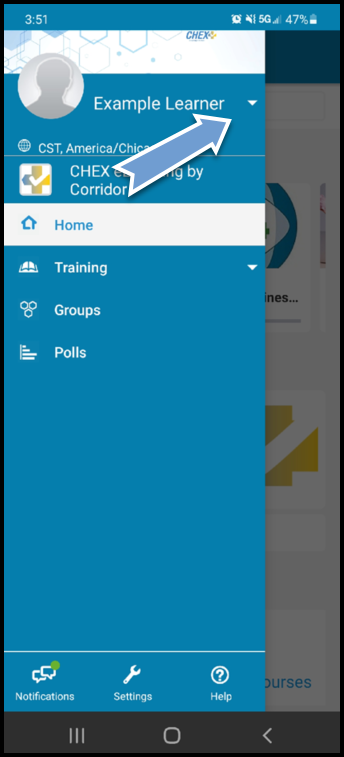 3:51
5G 47%
CHEX
Example Learner
CST, America/Chica
CHEX
ng by
Corridor
Home
Training
Groups
Polls
ines...
ourses
Notifications
Settings
Help